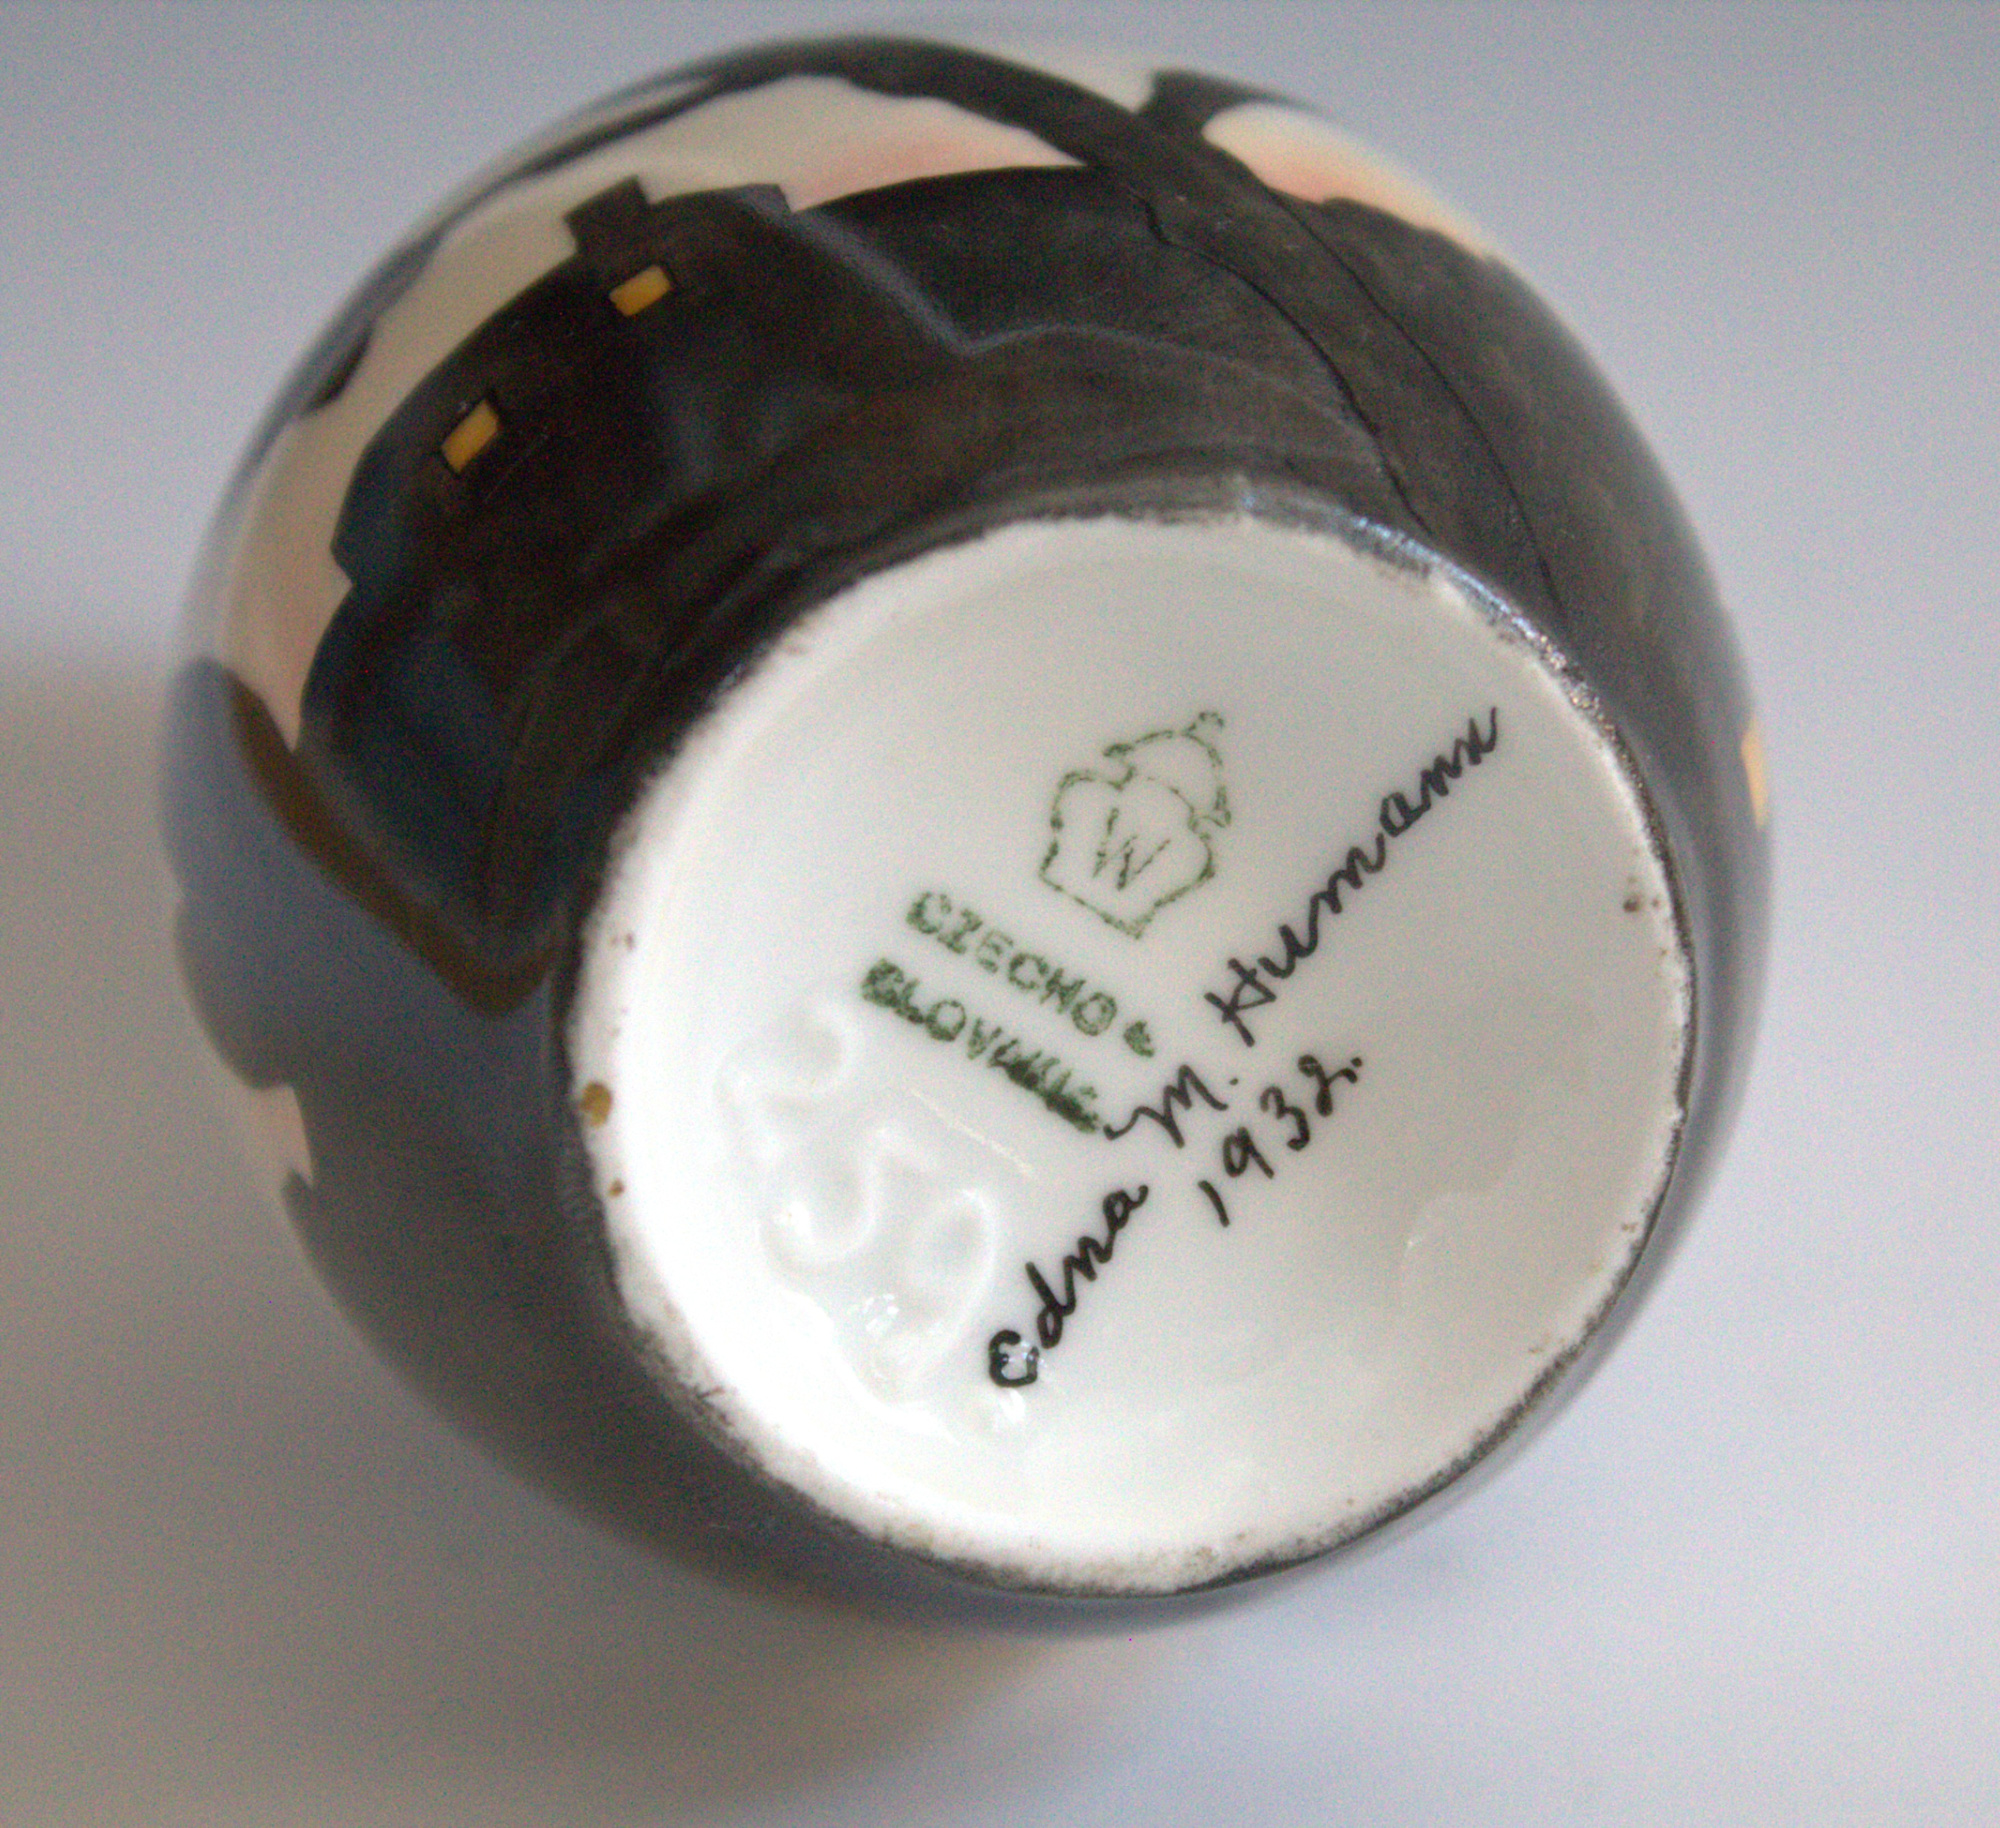 W
CZECHO
SLOVAKIA
Edna M. Humann
1932.